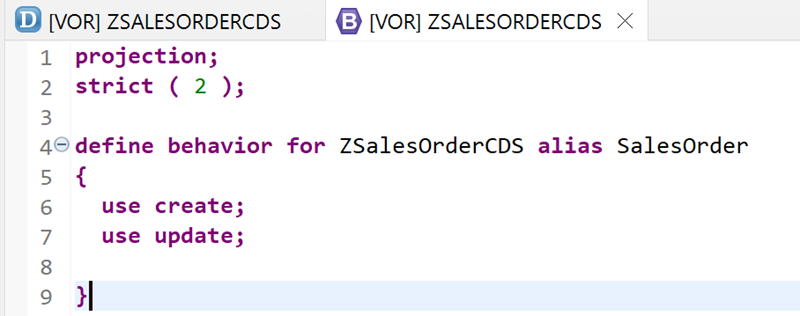 D [VOR] ZSALESORDERCDS B [VOR] ZSALESORDERCDS
1 projection;
2 strict ( 2 );
3
4 define behavior for ZSalesOrderCDS alias SalesOrder
5 {
6 use create;
7 use update;
8
9 }